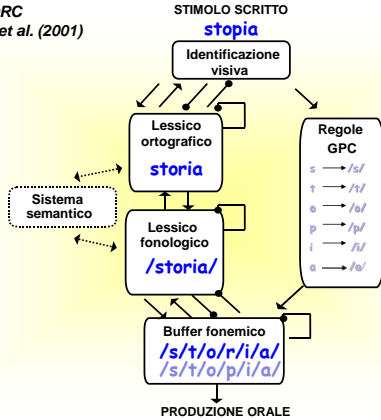 DRC
et al. (2001)
STIMOLO SCRITTO
stopia
Identificazione
visiva
Lessico
ortografico
storia
Regole
GPC
s /s/
t /t/
o /o/
p /p/
i /i/
a /a/
Sistema
semantico
Lessico
fonologico
/storia/
Buffer fonemico
/s/t/o/r/i/a/
/s/t/o/p/i/a/
PRODUZIONE ORALE